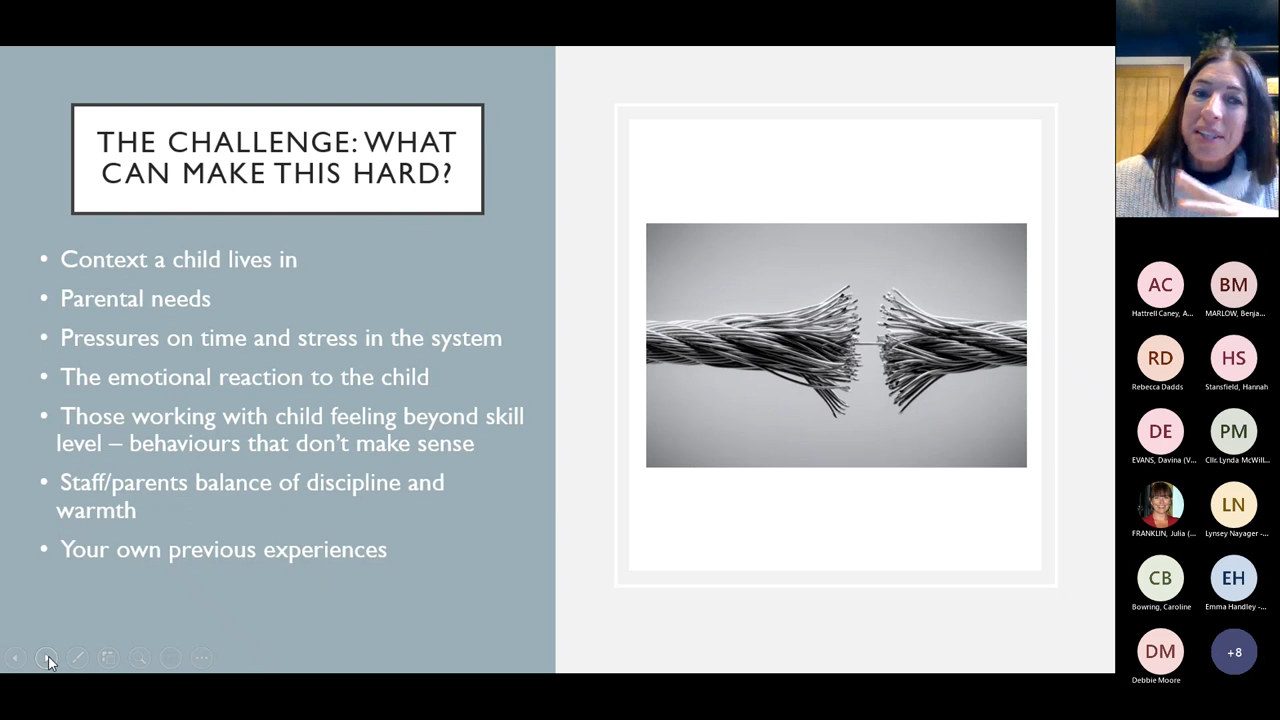 THE CHALLENGE: WHAT
CAN MAKE THIS HARD?
• Context a child lives in
• Parental needs
• Pressures on time and stress in the system
• The emotional reaction to the child
• Those working with child feeling beyond skill
level – behaviours that don’t make sense
• Staff/parents balance of discipline and
warmth
• Your own previous experiences
AC
BM
Hattrell Caney, A...
MARLOW, Benja...
RD
HS
Rebecca Dadds
Stansfield, Hannah
DE
PM
EVANS, Davina (V...
Cllr. Lynda McWill...
LN
FRANKLIN, Julia (...
Lynsey Nayager -...
CB
EH
Bowring, Caroline
Emma Handley -...
DM
+8
Debbie Moore